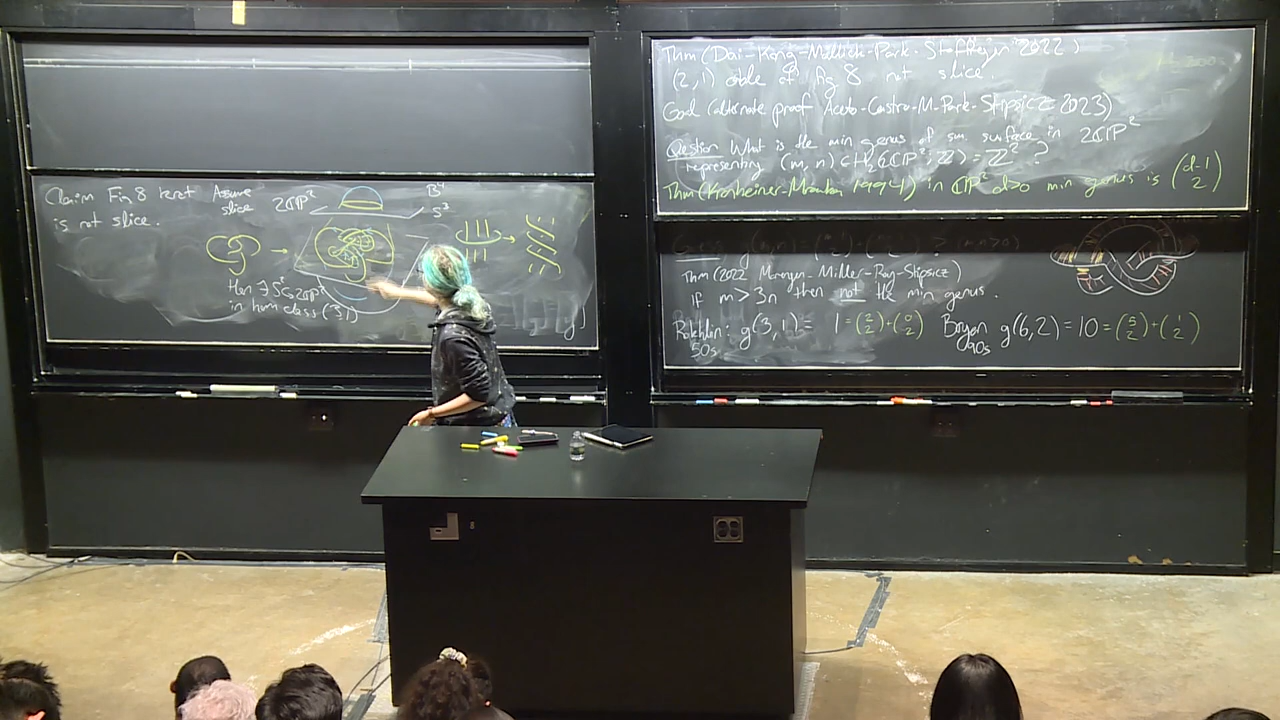 Claim Fig 8 knot
is not slice.
Assume
slice
2ℂP²
B⁴
S³
then ∃ S² ⊂ 2ℂP²
in hom class (3,1)
Thm (Dai-Kang-Mallick-Park-Stoffregen 2022)
(2,1) cable of fig 8 not slice.
Goal (alternate proof Aceto-Castro-M-Park-Stipsicz 2023)
Question What is the min genus of sm. surface in 2ℂP²
representing (m,n) ∈ H₂(2ℂP²; ℤ) = ℤ² ?
Thm (Kronheimer-Mrowka 1994) in ℂP² d>0 min genus is (d-1 / 2)
Thm (2022 Marengon-Miller-Ray-Stipsicz)
If m > 3n then not the min genus.
Rokhlin: g(3,1) = 1 = (2 / 2) + (0 / 2)
50s
Bryan g(6,2) = 10 = (5 / 2) + (1 / 2)
90s